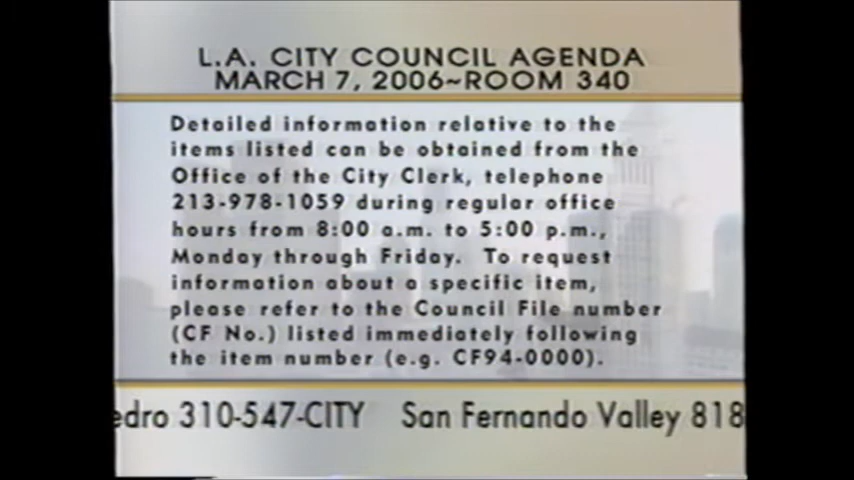 L.A. CITY COUNCIL AGENDA
MARCH 7, 2006~ROOM 340
Detailed information relative to the
items listed can be obtained from the
Office of the City Clerk, telephone
213-978-1059 during regular office
hours from 8:00 a.m. to 5:00 p.m.,
Monday through Friday. To request
information about a specific item,
please refer to the Council File number
(CF No.) listed immediately following
the item number (e.g. CF94-0000).
edro 310-547-CITY San Fernando Valley 818